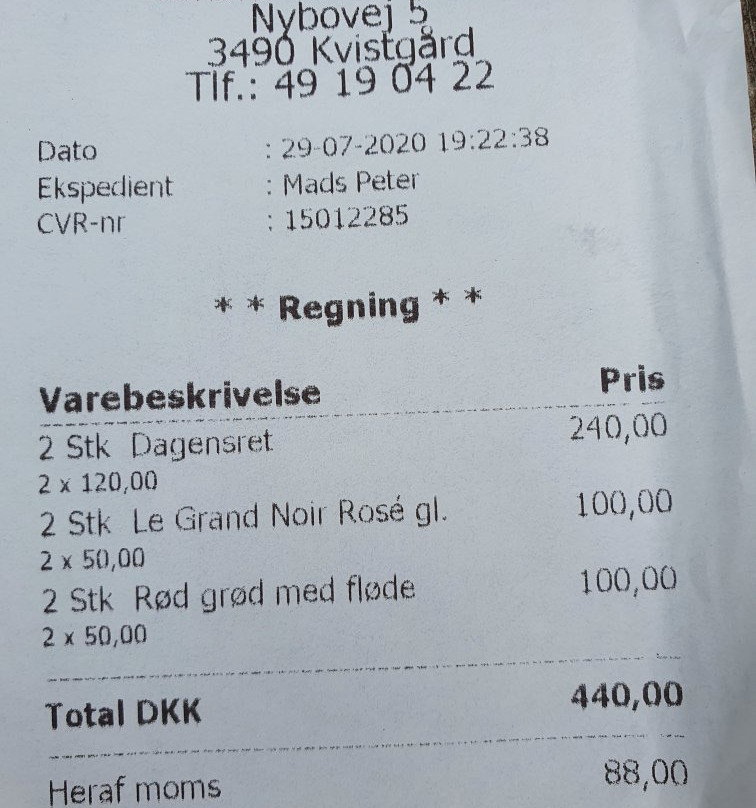 Nybovej 5
3490 Kvistgård
Tlf.: 49 19 04 22
Dato : 29-07-2020 19:22:38
Ekspedient : Mads Peter
CVR-nr : 15012285
* * Regning * *
Varebeskrivelse Pris
2 Stk Dagensret 240,00
2 x 120,00
2 Stk Le Grand Noir Rosé gl. 100,00
2 x 50,00
2 Stk Rød grød med fløde 100,00
2 x 50,00
Total DKK 440,00
Heraf moms 88,00